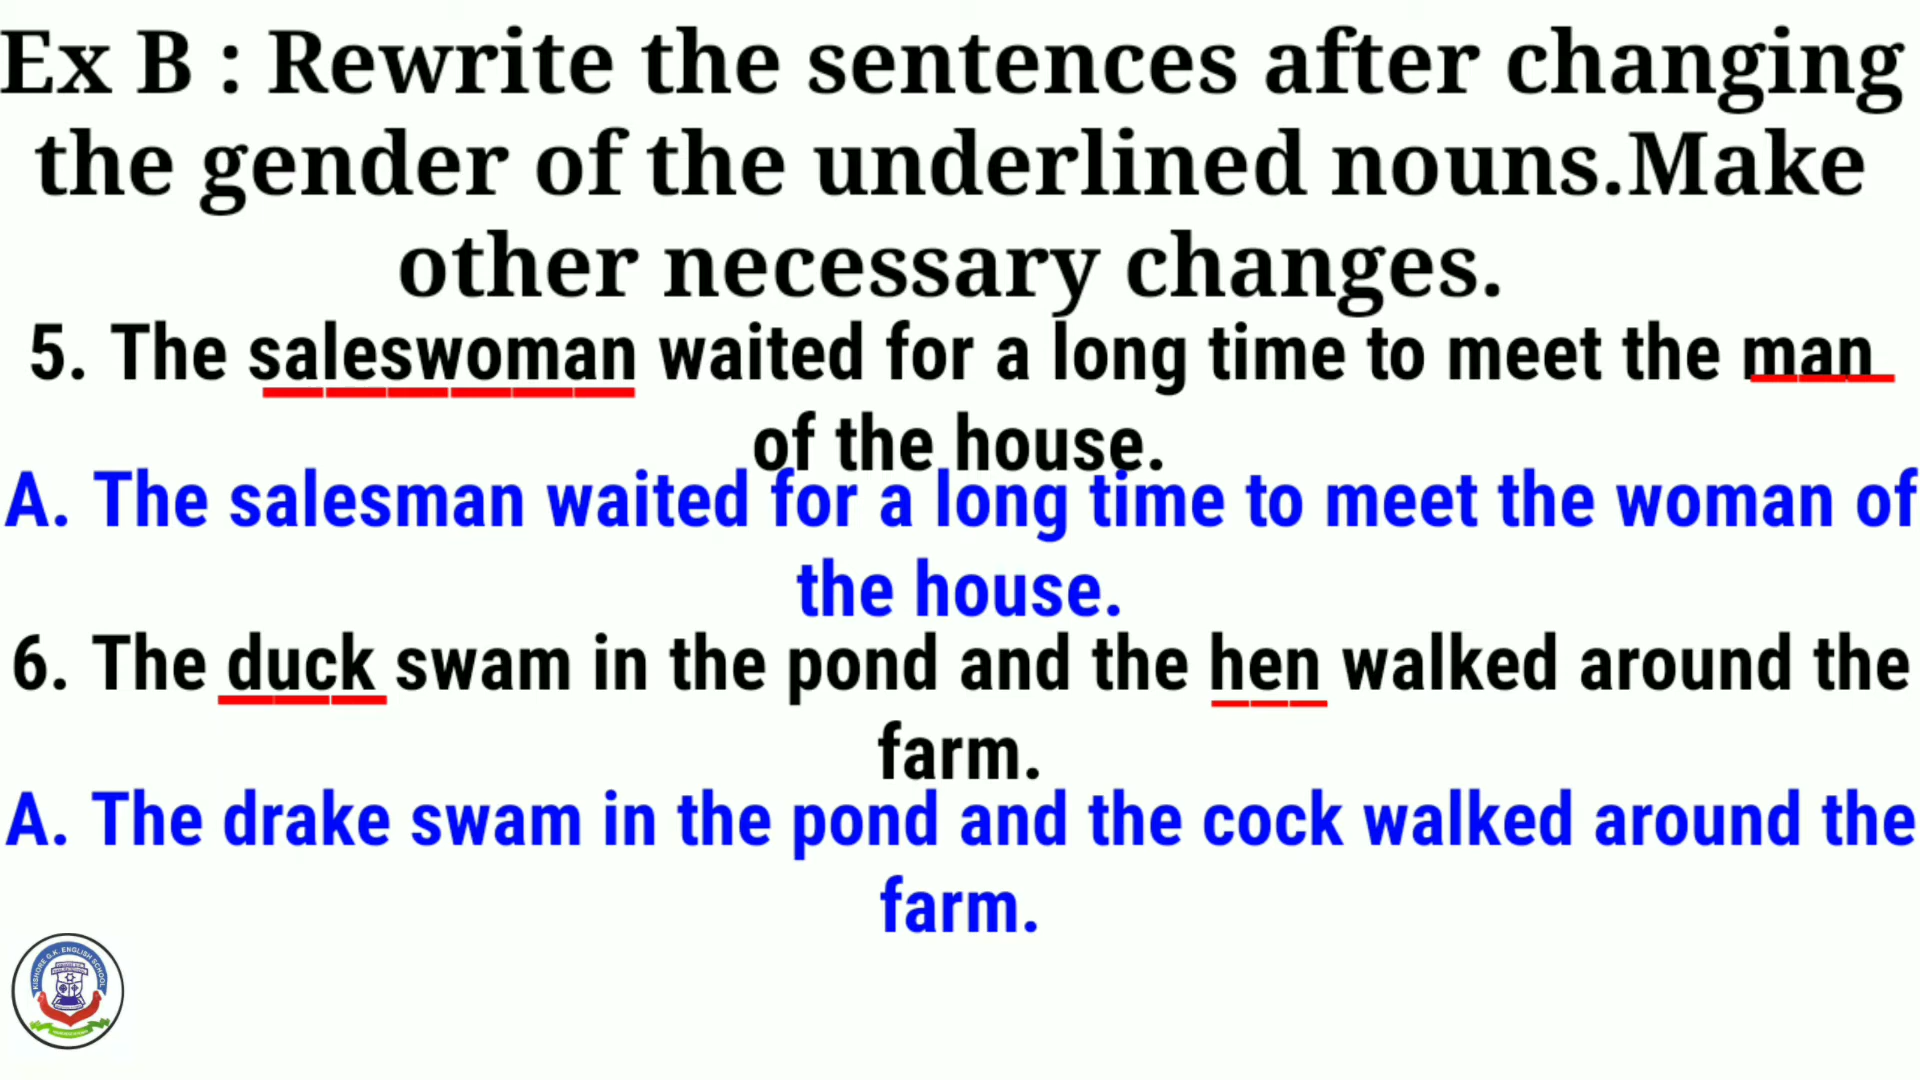 Ex B : Rewrite the sentences after changing
the gender of the underlined nouns.Make
other necessary changes.
5. The saleswoman waited for a long time to meet the man
of the house.
A. The salesman waited for a long time to meet the woman of
the house.
6. The duck swam in the pond and the hen walked around the
farm.
A. The drake swam in the pond and the cock walked around the
farm.
KISHORE G.K. ENGLISH SCHOOL